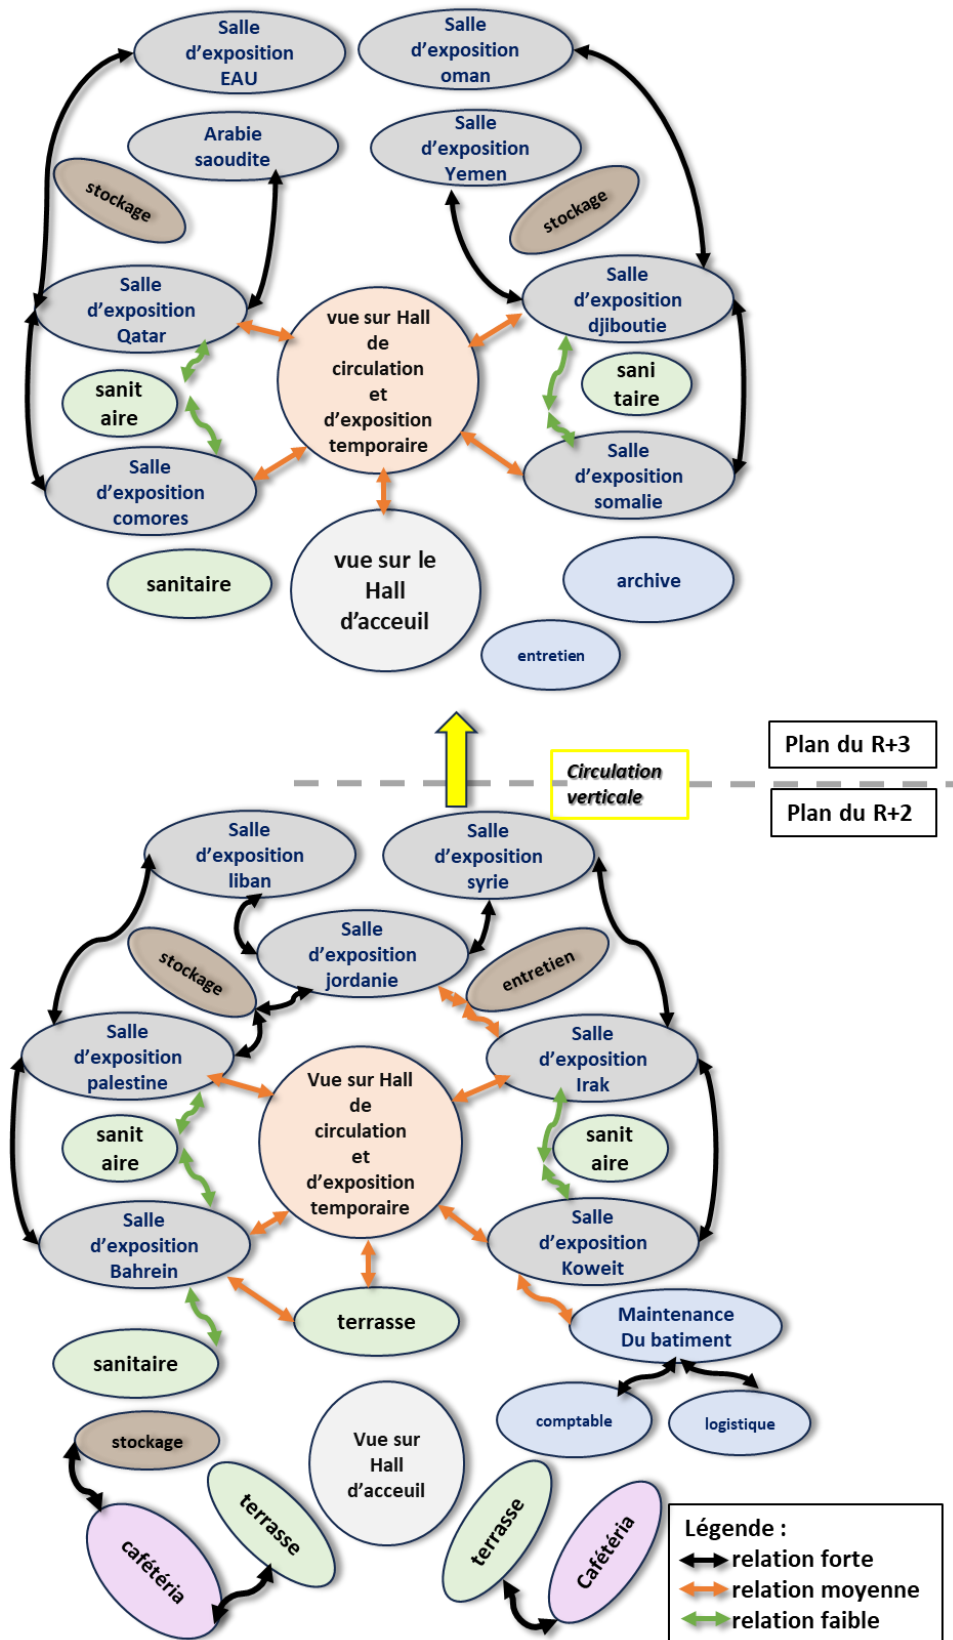 Salle
d'exposition
EAU
Salle
d'exposition
oman
Arabie
saoudite
Salle
d'exposition
Yemen
stockage
stockage
Salle
d'exposition
Qatar
vue sur Hall
de
circulation
et
d'exposition
temporaire
Salle
d'exposition
djiboutie
sanit
aire
sani
taire
Salle
d'exposition
comores
Salle
d'exposition
somalie
sanitaire
vue sur le
Hall
d'acceuil
archive
entretien
Plan du R+3
Circulation
verticale
Plan du R+2
Salle
d'exposition
liban
Salle
d'exposition
syrie
Salle
d'exposition
jordanie
stockage
entretien
Salle
d'exposition
palestine
Vue sur Hall
de
circulation
et
d'exposition
temporaire
Salle
d'exposition
Irak
sanit
aire
sanit
aire
Salle
d'exposition
Bahrein
Salle
d'exposition
Koweit
terrasse
Maintenance
Du batiment
sanitaire
comptable
logistique
stockage
Vue sur
Hall
d'acceuil
terrasse
terrasse
cafétéria
Cafétéria
Légende :
relation forte
relation moyenne
relation faible